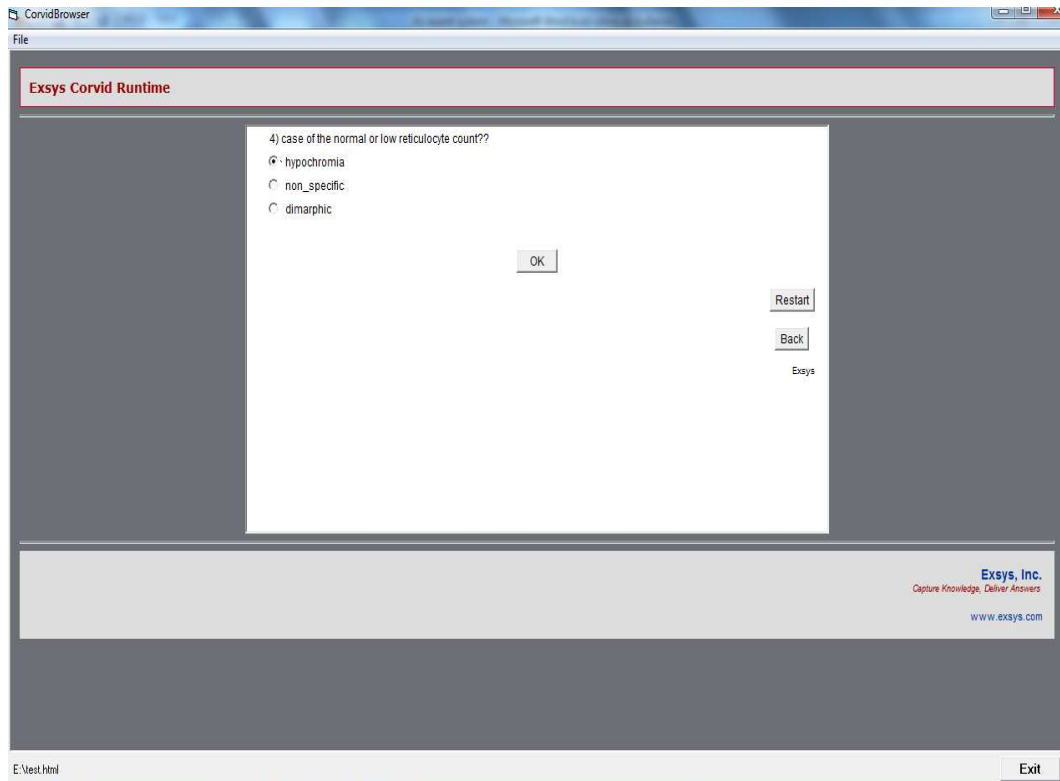 CorvidBrowser
File
Exsys Corvid Runtime
4) case of the normal or low reticulocyte count??
hypochromia
non_specific
dimarphic
OK
Restart
Back
Exsys
Exsys, Inc.
Capture Knowledge, Deliver Answers
www.exsys.com
E:\test.html
Exit